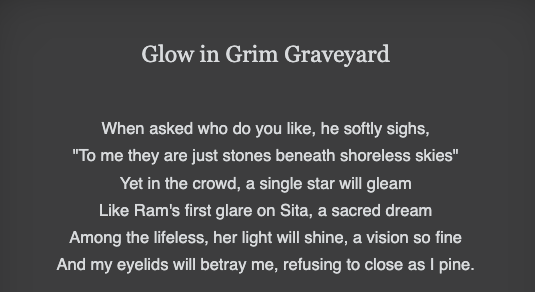 Glow in Grim Graveyard
When asked who do you like, he softly sighs,
"To me they are just stones beneath shoreless skies"
Yet in the crowd, a single star will gleam
Like Ram's first glare on Sita, a sacred dream
Among the lifeless, her light will shine, a vision so fine
And my eyelids will betray me, refusing to close as I pine.